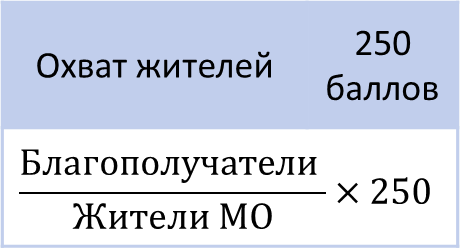 Охват жителей
250
баллов
Благополучатели
Жители МО
× 250